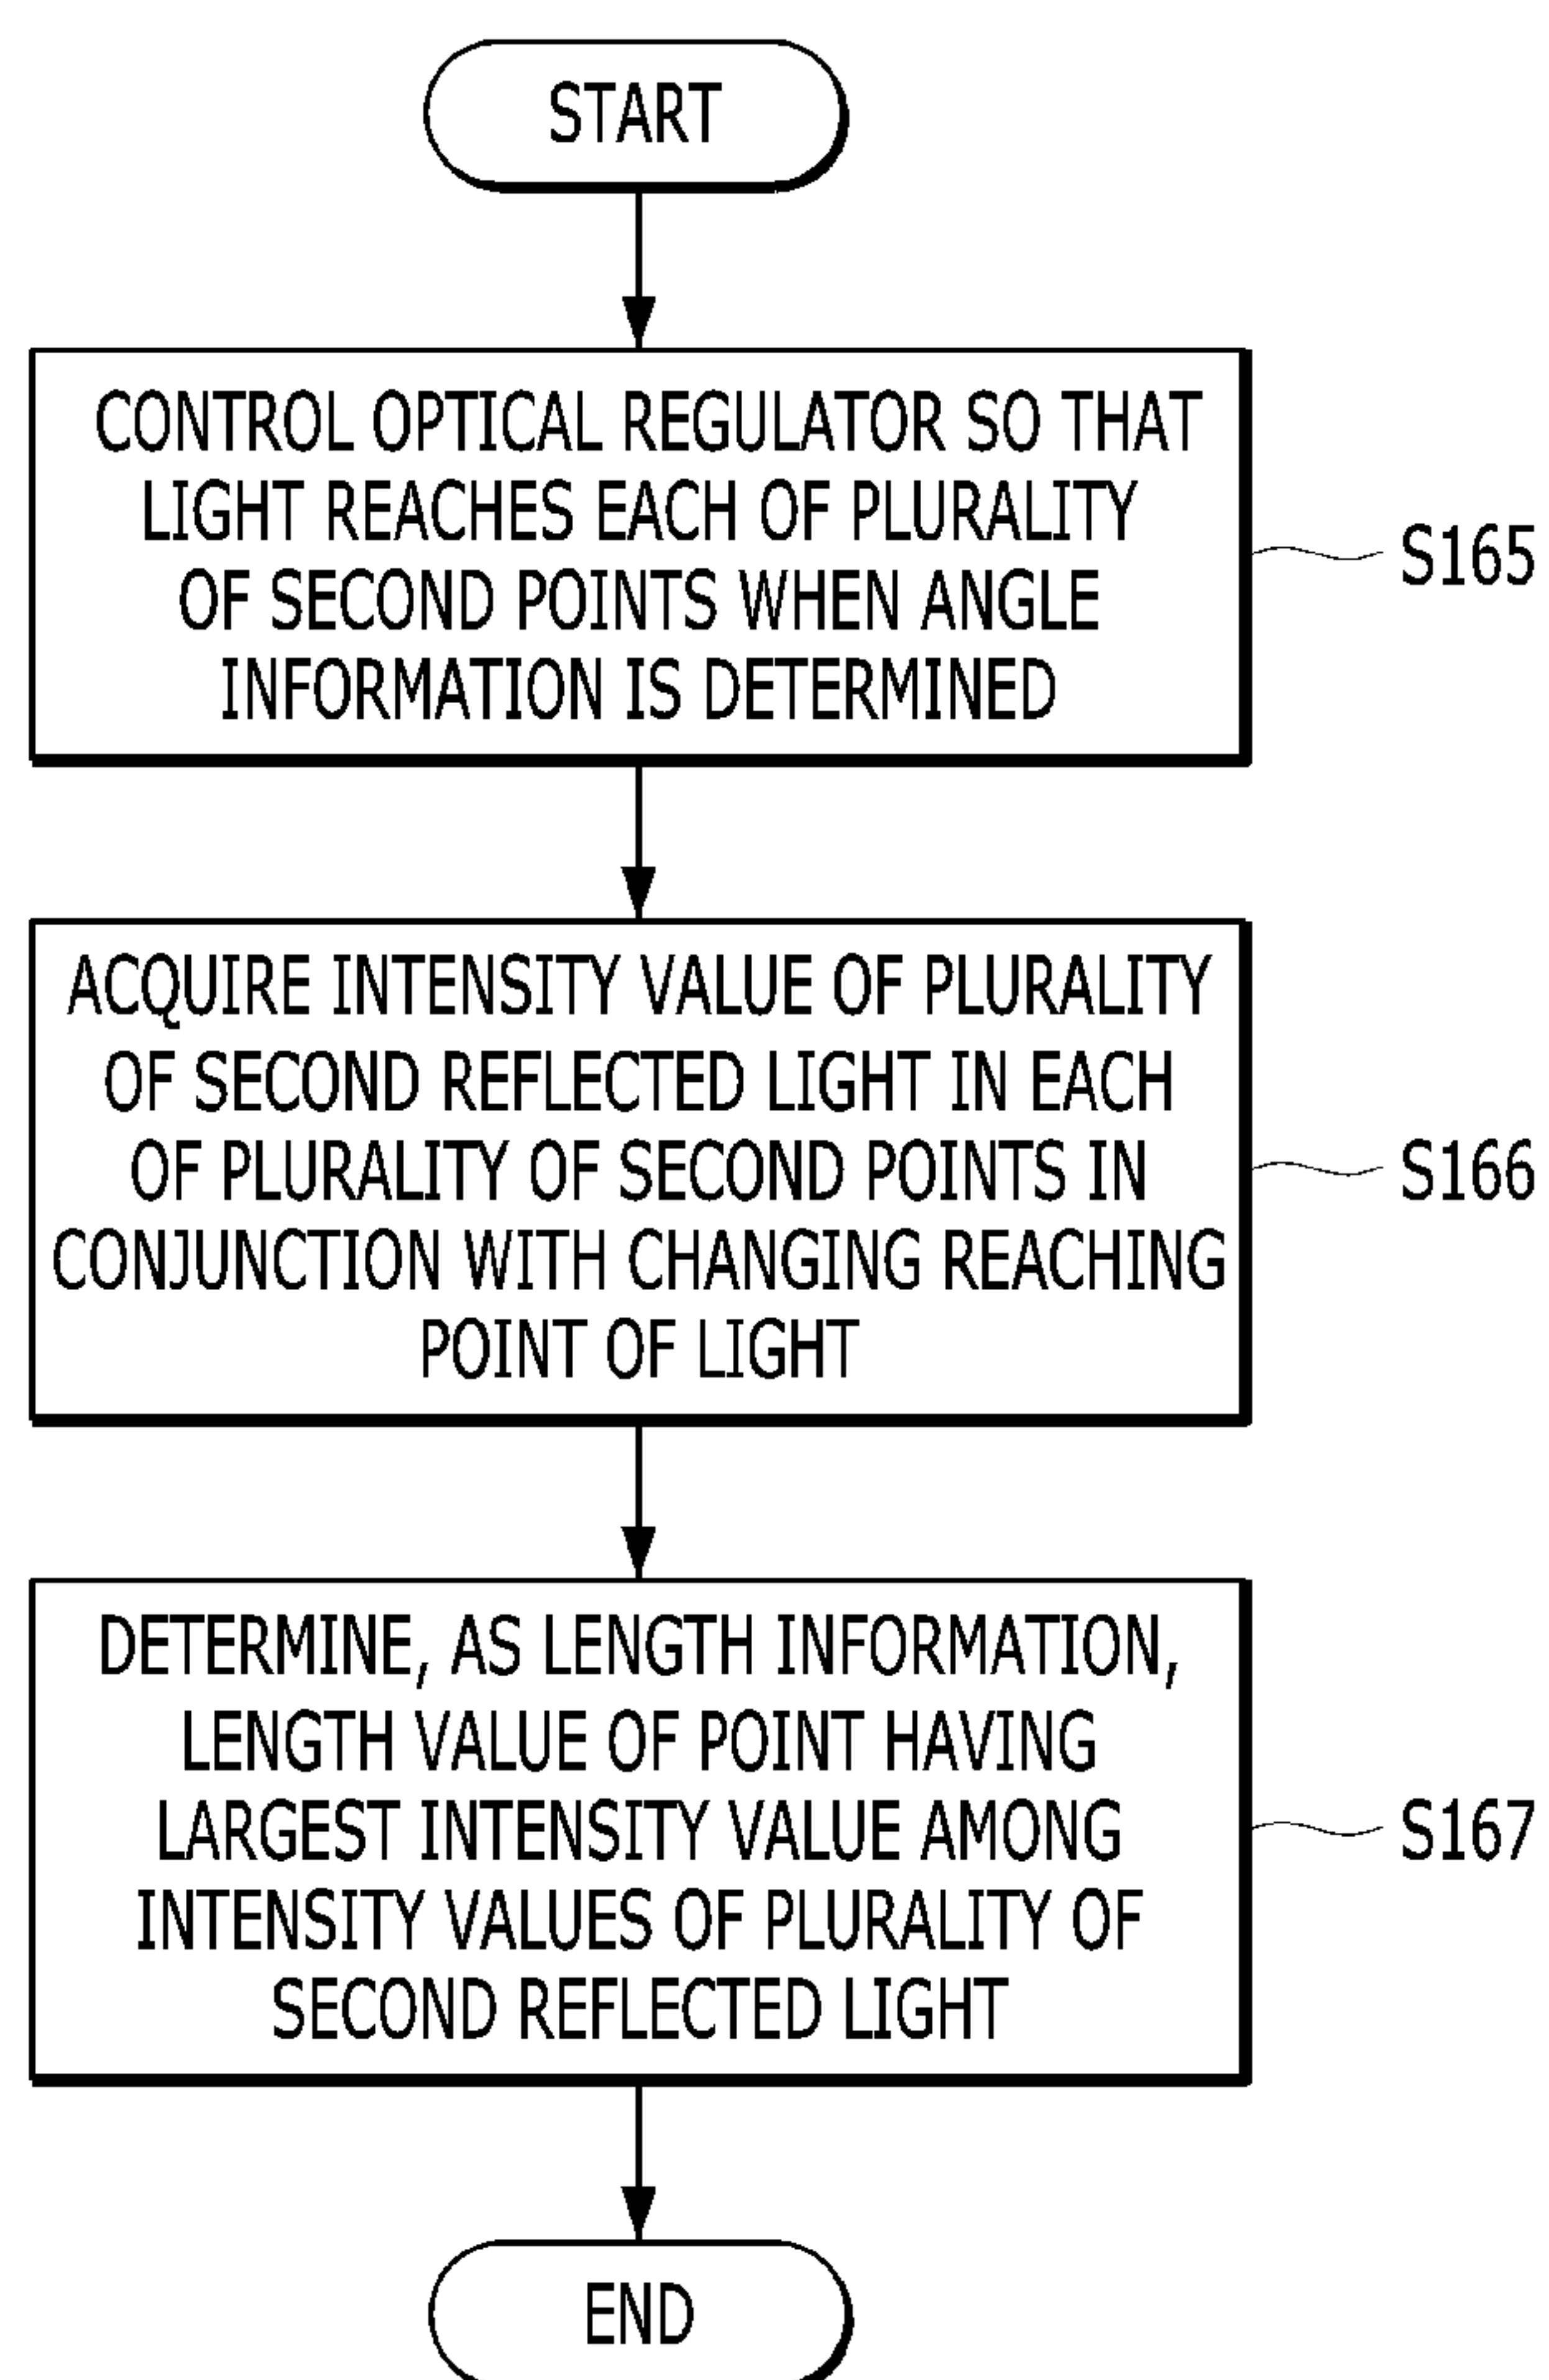 START
CONTROL OPTICAL REGULATOR SO THAT
LIGHT REACHES EACH OF PLURALITY
OF SECOND POINTS WHEN ANGLE
INFORMATION IS DETERMINED
S165
ACQUIRE INTENSITY VALUE OF PLURALITY
OF SECOND REFLECTED LIGHT IN EACH
OF PLURALITY OF SECOND POINTS IN
CONJUNCTION WITH CHANGING REACHING
POINT OF LIGHT
S166
DETERMINE, AS LENGTH INFORMATION,
LENGTH VALUE OF POINT HAVING
LARGEST INTENSITY VALUE AMONG
INTENSITY VALUES OF PLURALITY OF
SECOND REFLECTED LIGHT
S167
END